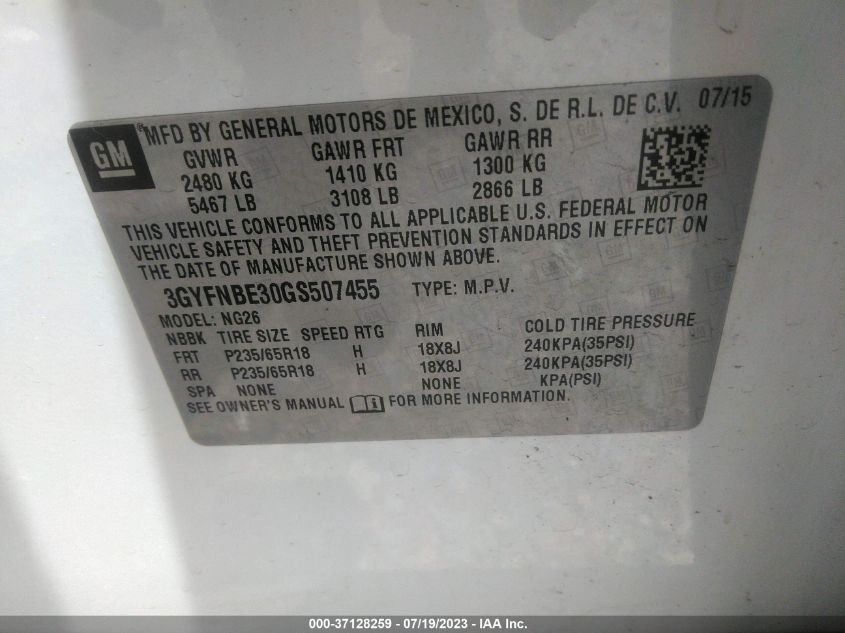 GM
MFD BY GENERAL MOTORS DE MEXICO, S. DE R.L. DE C.V. 07/15
GVWR GAWR FRT GAWR RR
2480 KG 1410 KG 1300 KG
5467 LB 3108 LB 2866 LB
THIS VEHICLE CONFORMS TO ALL APPLICABLE U.S. FEDERAL MOTOR
VEHICLE SAFETY AND THEFT PREVENTION STANDARDS IN EFFECT ON
THE DATE OF MANUFACTURE SHOWN ABOVE.
3GYFNBE30GS507455 TYPE: M.P.V.
MODEL: NG26
NBBK TIRE SIZE SPEED RTG RIM COLD TIRE PRESSURE
FRT P235/65R18 H 18X8J 240KPA(35PSI)
RR P235/65R18 H 18X8J 240KPA(35PSI)
SPA NONE NONE KPA(PSI)
SEE OWNER'S MANUAL FOR MORE INFORMATION.
000-37128259 - 07/19/2023 - IAA Inc.